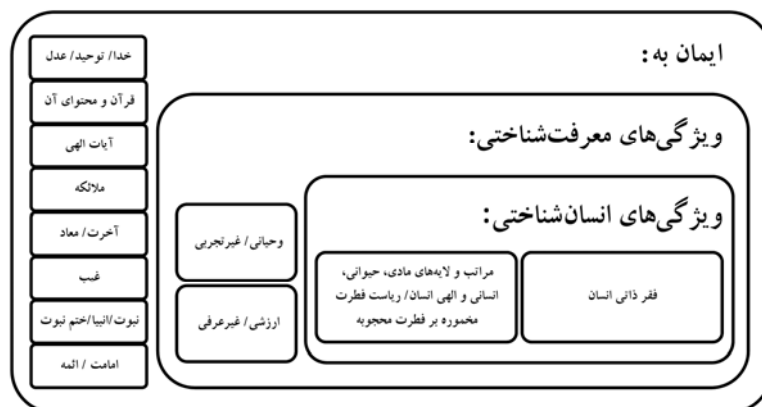 ایمان به:
خدا/ توحید/ عدل
قرآن و محتوای آن
آیات الهی
ملائکه
آخرت/ معاد
غیب
نبوت/انبیا/ختم نبوت
امامت / ائمه
ویژگی‌های معرفت‌شناختی:
وحیانی/ غیرتجربی
ارزشی/ غیرعرفی
ویژگی‌های انسان‌شناختی:
فقر ذاتی انسان
مراتب و لایه‌های مادی، حیوانی،
انسانی و الهی انسان/ ریاست فطرت
مخموره بر فطرت محجوبه